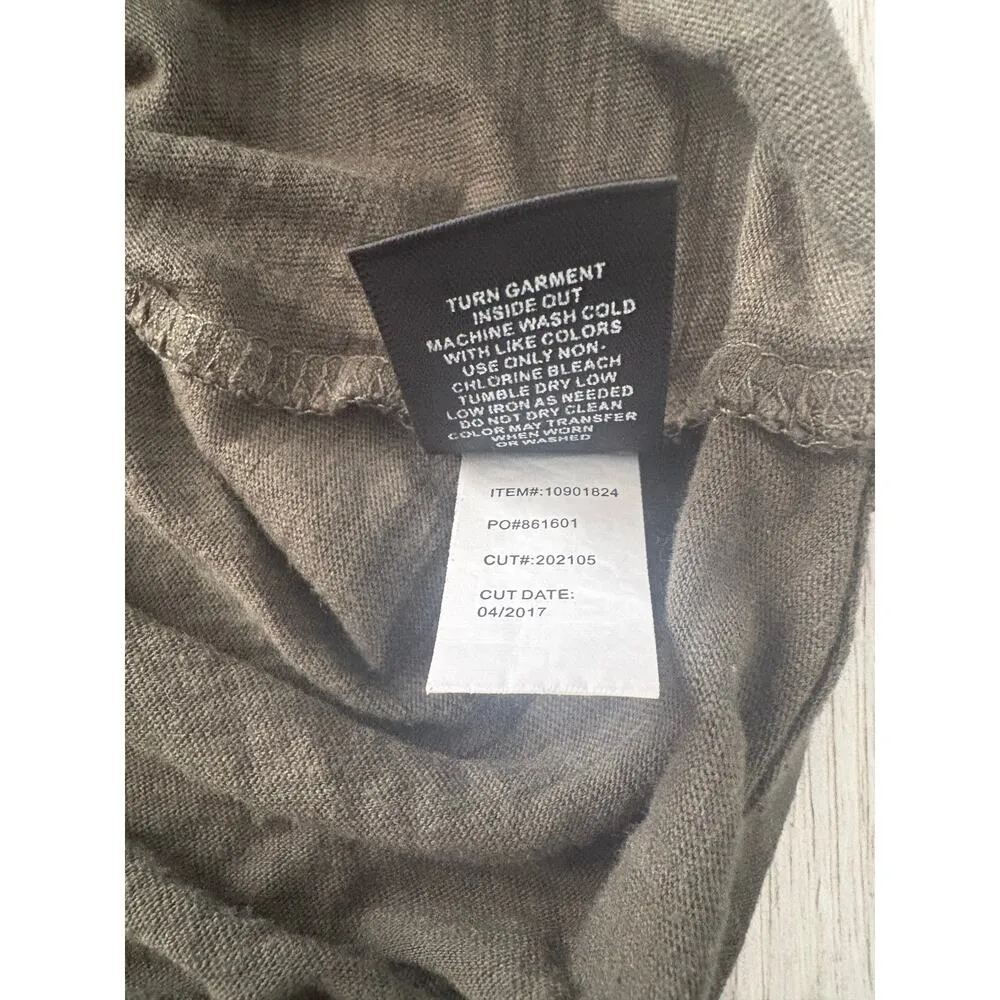 TURN GARMENT
INSIDE OUT
MACHINE WASH COLD
WITH LIKE COLORS
USE ONLY NON-
CHLORINE BLEACH
TUMBLE DRY LOW
LOW IRON AS NEEDED
DO NOT DRY CLEAN
COLOR MAY TRANSFER
WHEN WORN
OR WASHED
ITEM#:10901824
PO#861601
CUT#:202105
CUT DATE:
04/2017